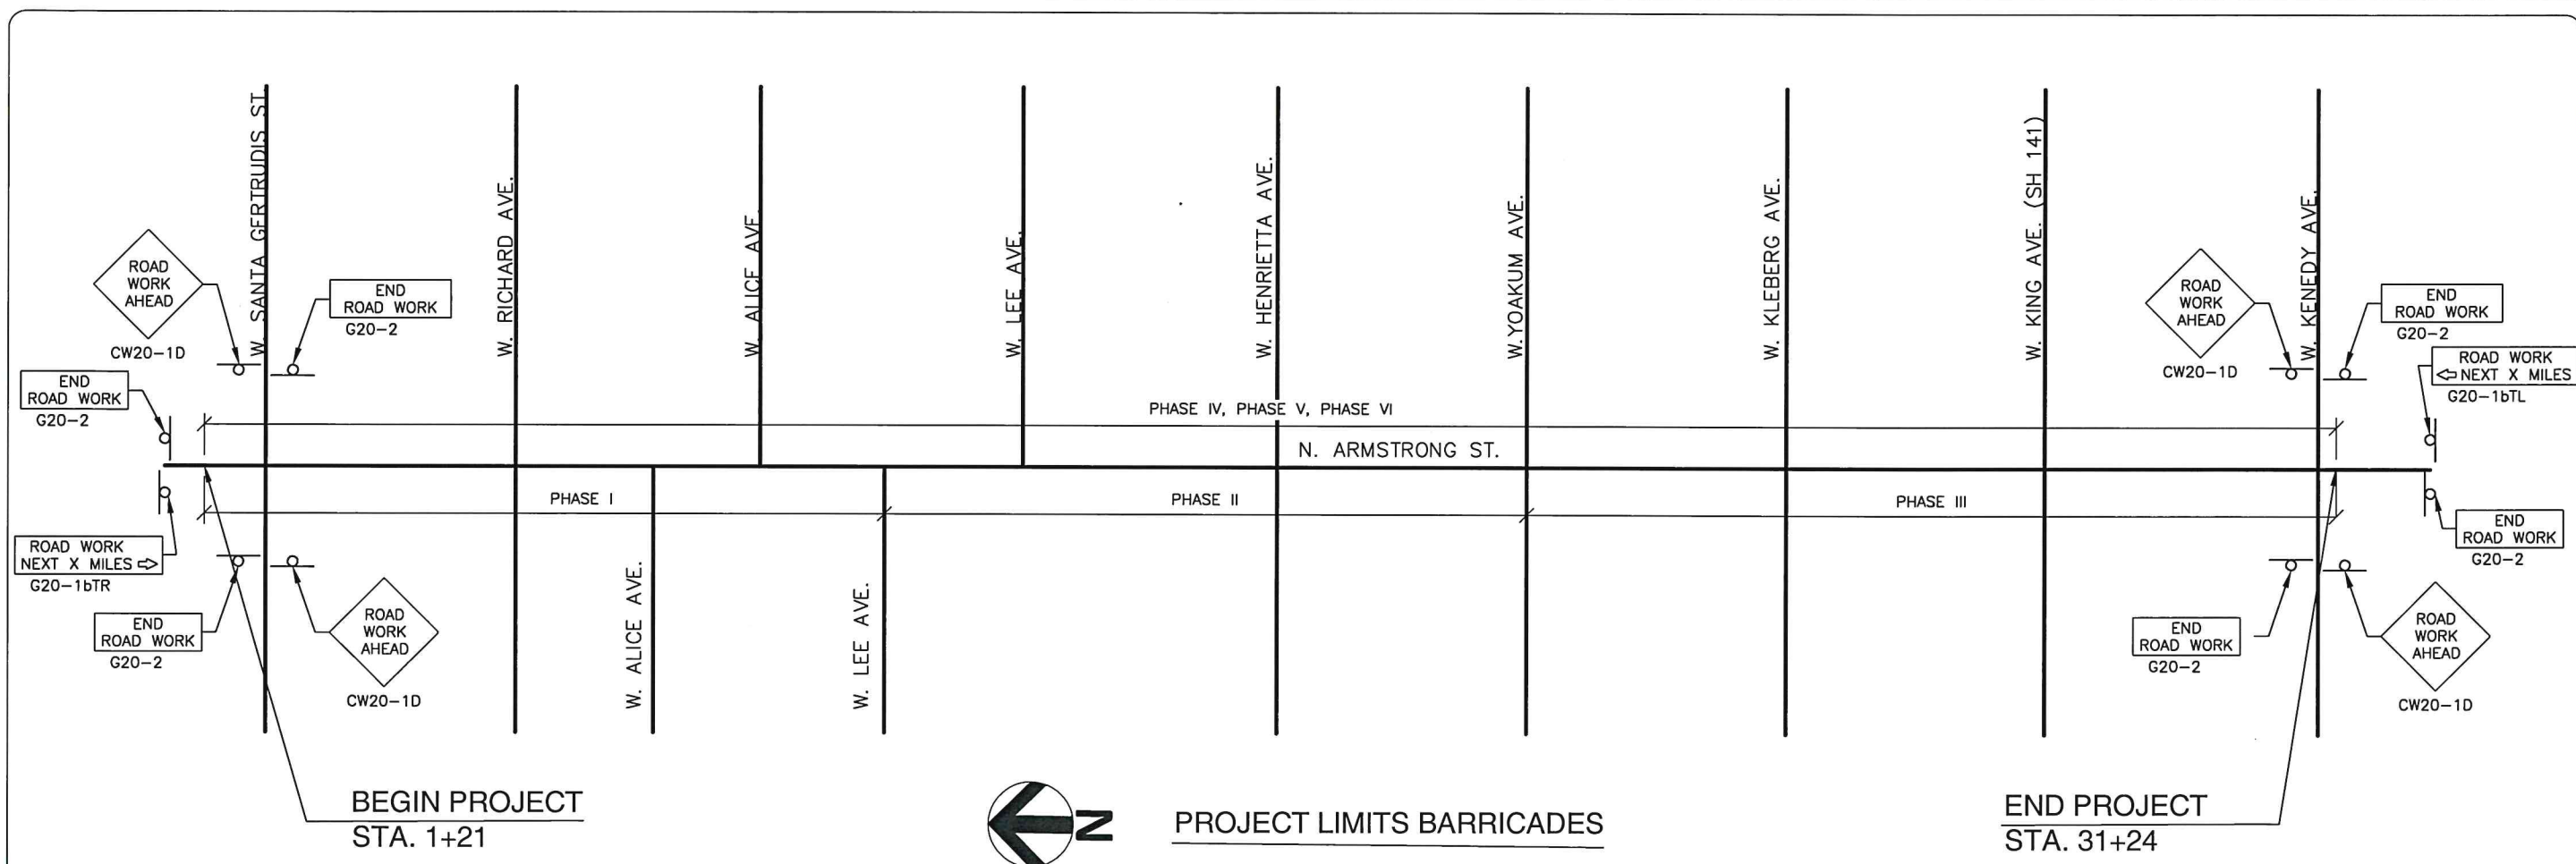 W. SANTA GERTRUDIS ST.
W. RICHARD AVE.
W. ALICE AVE.
W. LEE AVE.
W. HENRIETTA AVE.
W.YOAKUM AVE.
W. KLEBERG AVE.
W. KING AVE. (SH 141)
W. KENEDY AVE.
ROAD
WORK
AHEAD
CW20-1D
END
ROAD WORK
G20-2
END
ROAD WORK
G20-2
ROAD
WORK
AHEAD
CW20-1D
END
ROAD WORK
G20-2
ROAD WORK
⇦ NEXT X MILES
G20-1bTL
PHASE IV, PHASE V, PHASE VI
N. ARMSTRONG ST.
PHASE I
PHASE II
PHASE III
ROAD WORK
NEXT X MILES ⇨
G20-1bTR
END
ROAD WORK
G20-2
ROAD
WORK
AHEAD
CW20-1D
W. ALICE AVE.
W. LEE AVE.
END
ROAD WORK
G20-2
END
ROAD WORK
G20-2
ROAD
WORK
AHEAD
CW20-1D
BEGIN PROJECT
STA. 1+21
N
PROJECT LIMITS BARRICADES
END PROJECT
STA. 31+24